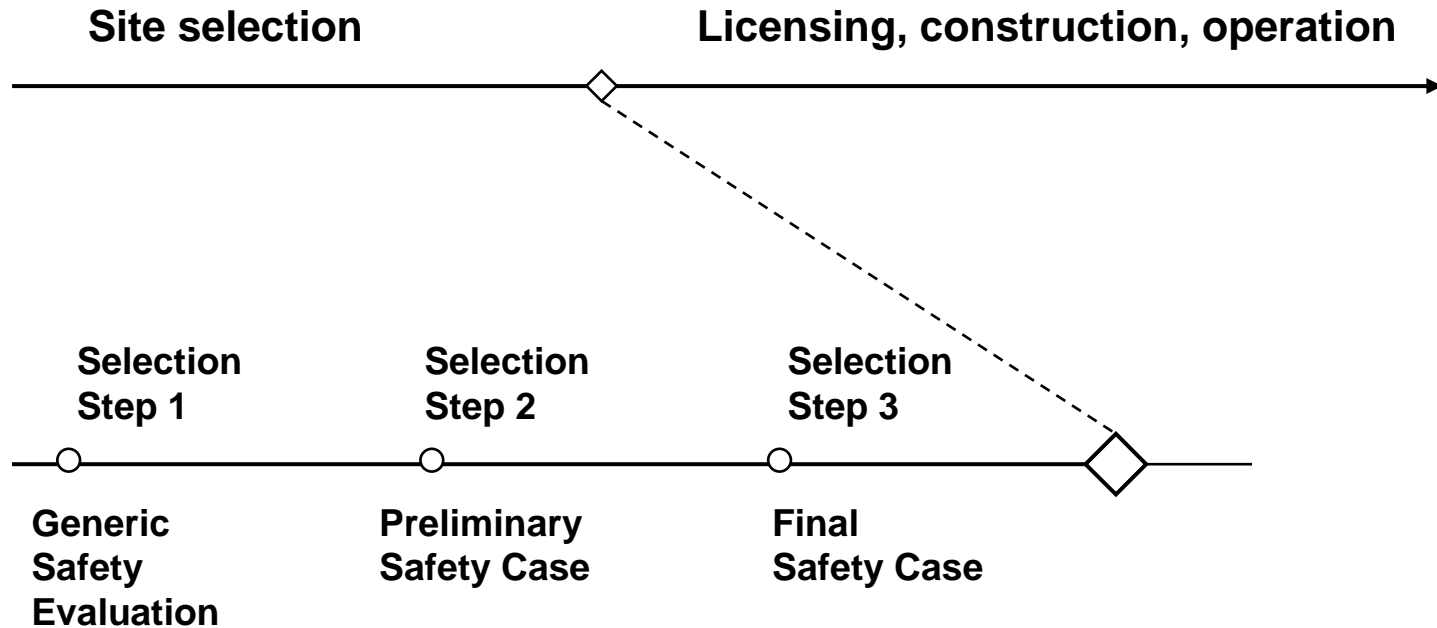 Site selection
Licensing, construction, operation
Selection
Step 1
Selection
Step 2
Selection
Step 3
Generic
Safety
Evaluation
Preliminary
Safety Case
Final
Safety Case